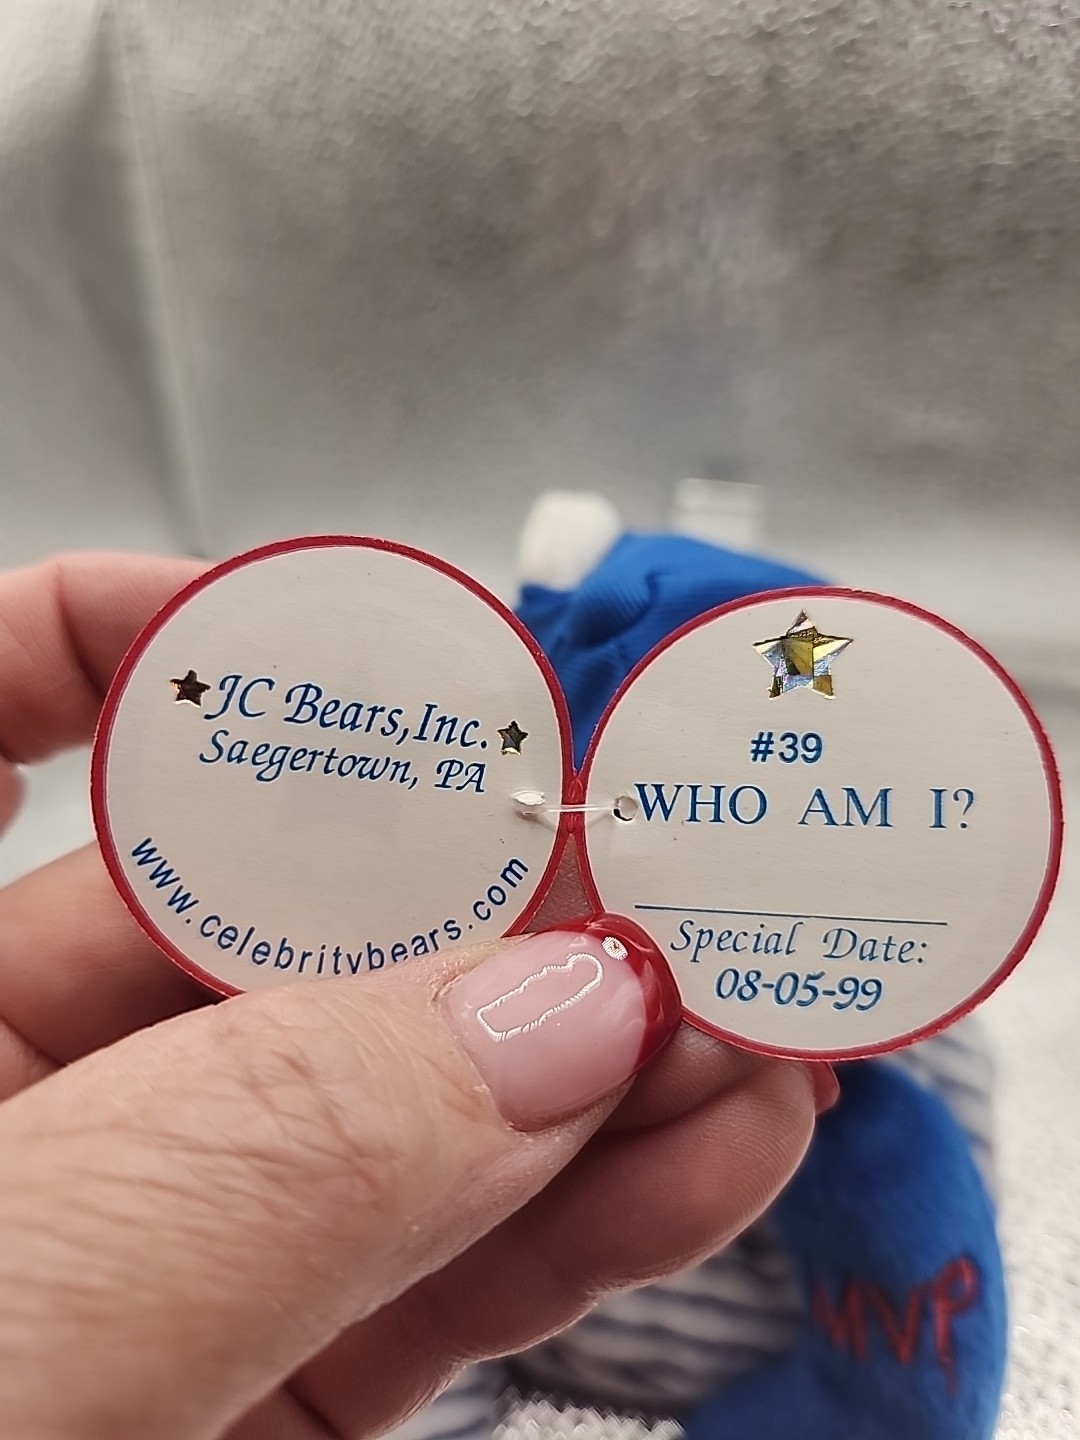 JC Bears, Inc.
Saegertown, PA
www.celebritybears.com
#39
WHO AM I?
Special Date:
08-05-99
MVP